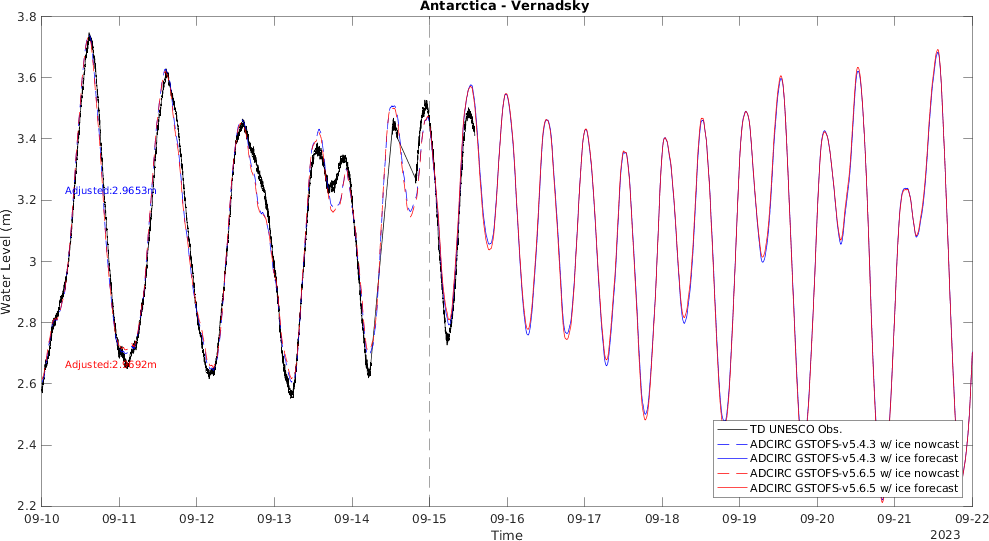 Antarctica - Vernadsky
3.8
3.6
3.4
3.2
3
2.8
2.6
2.4
2.2
Water Level (m)
Adjusted:2.9653m
TD UNESCO Obs.
ADCIRC GSTOFS-v5.4.3 w/ ice nowcast
ADCIRC GSTOFS-v5.4.3 w/ ice forecast
ADCIRC GSTOFS-v5.6.5 w/ ice nowcast
ADCIRC GSTOFS-v5.6.5 w/ ice forecast
09-10 09-11 09-12 09-13 09-14 09-15 09-16 09-17 09-18 09-19 09-20 09-21 09-22
Time
2023